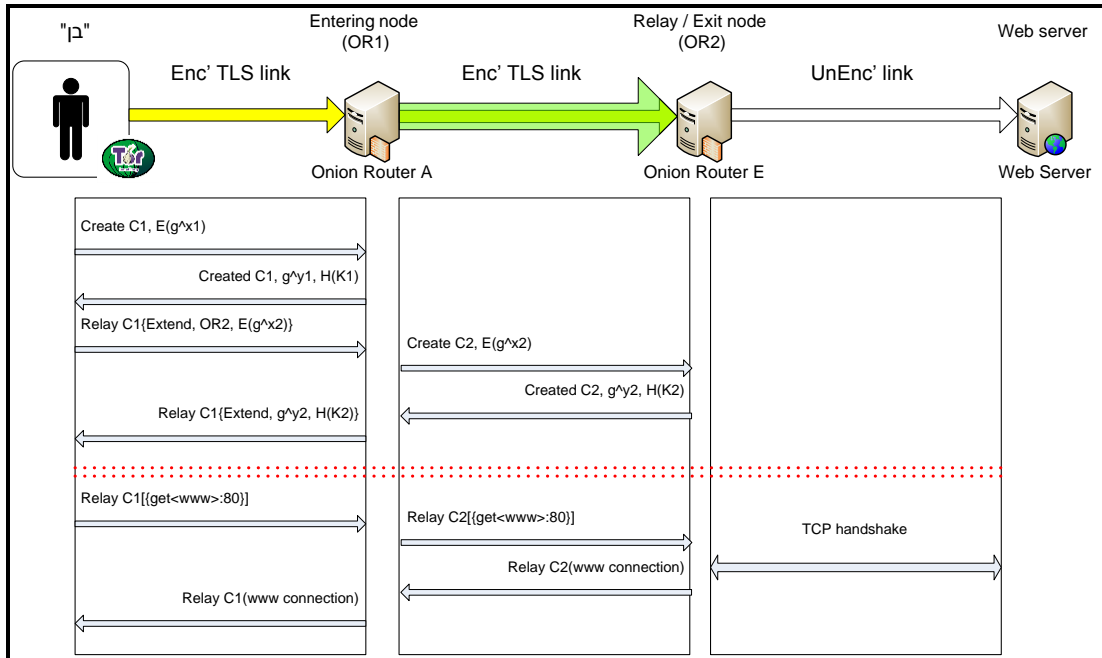 "בן"
Entering node
(OR1)
Relay / Exit node
(OR2)
Web server
Enc' TLS link
Enc' TLS link
UnEnc' link
Tor
Onion Router A
Onion Router E
Web Server
Create C1, E(g^x1)
Created C1, g^y1, H(K1)
Relay C1{Extend, OR2, E(g^x2)}
Create C2, E(g^x2)
Created C2, g^y2, H(K2)
Relay C1{Extend, g^y2, H(K2)}
Relay C1[{get<www>:80}]
Relay C2[{get<www>:80}]
TCP handshake
Relay C2(www connection)
Relay C1(www connection)